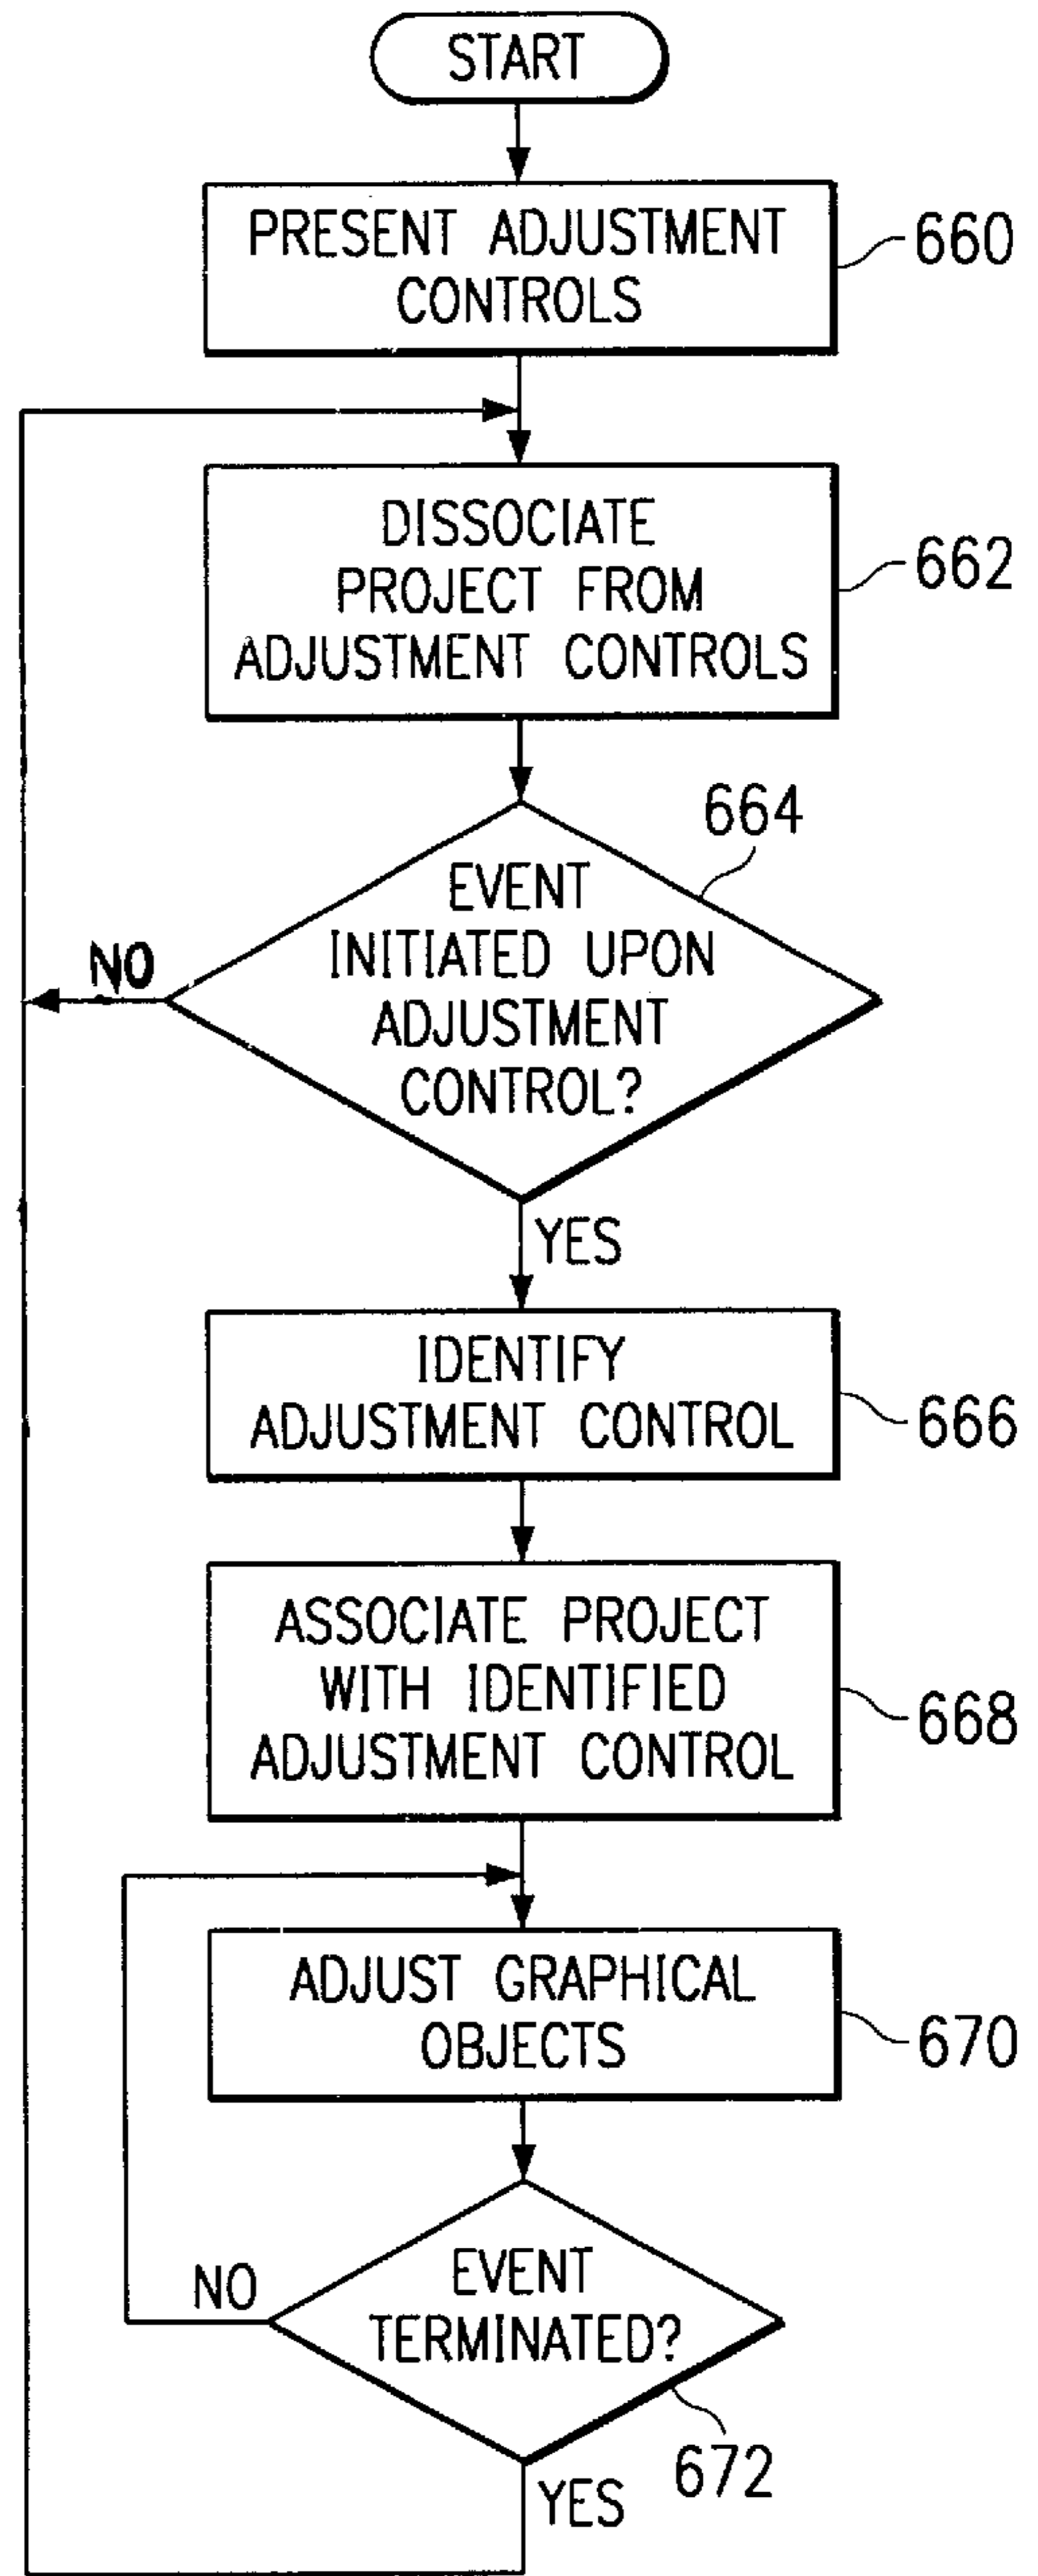 START
PRESENT ADJUSTMENT
CONTROLS
660
DISSOCIATE
PROJECT FROM
ADJUSTMENT CONTROLS
662
664
EVENT
INITIATED UPON
ADJUSTMENT
CONTROL?
NO
YES
IDENTIFY
ADJUSTMENT CONTROL
666
ASSOCIATE PROJECT
WITH IDENTIFIED
ADJUSTMENT CONTROL
668
ADJUST GRAPHICAL
OBJECTS
670
EVENT
TERMINATED?
NO
672
YES